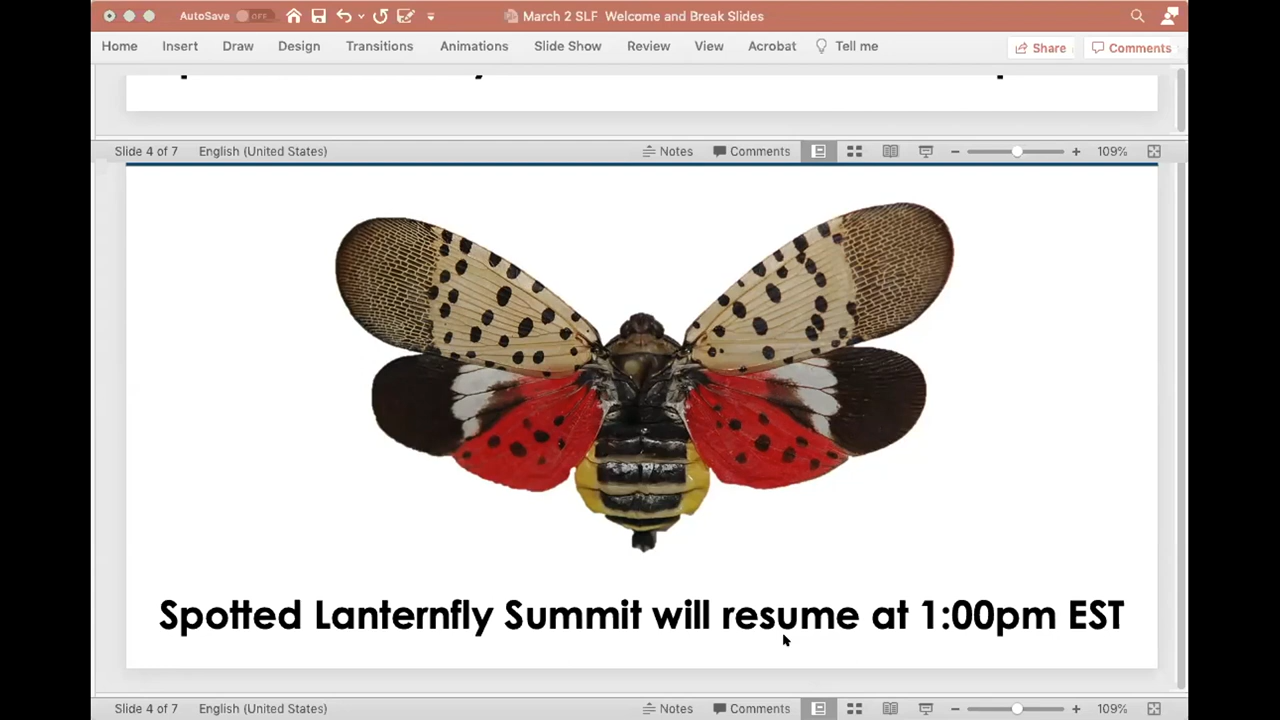 AutoSave OFF March 2 SLF Welcome and Break Slides
Home Insert Draw Design Transitions Animations Slide Show Review View Acrobat Tell me Share Comments
Slide 4 of 7 English (United States) Notes Comments 109%
Spotted Lanternfly Summit will resume at 1:00pm EST
Slide 4 of 7 English (United States) Notes Comments 109%